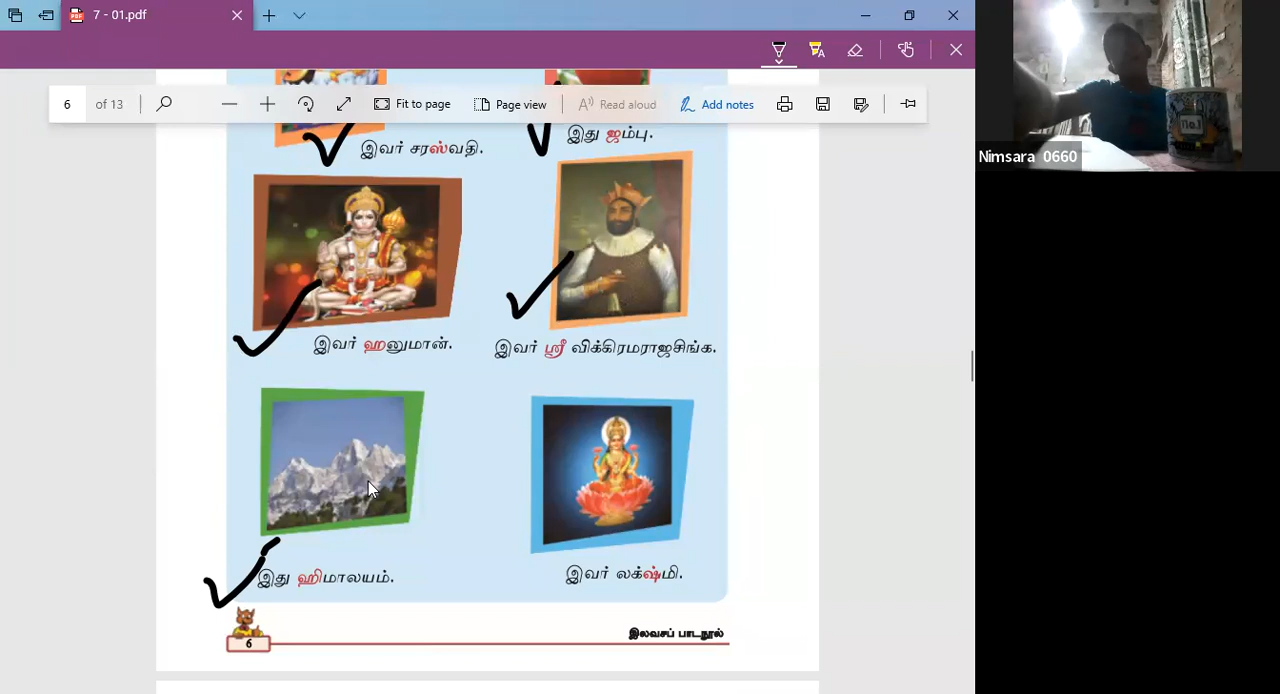 7 - 01.pdf
6 of 13 Fit to page Page view Read aloud Add notes
இவர் சரஸ்வதி. இது ஜம்பு.
இவர் ஹனுமான். இவர் ஸ்ரீ விக்கிரமராஜசிங்க.
இது ஹிமாலயம். இவர் லக்ஷ்மி.
6 இலவசப் பாடநூல்
Nimsara 0660